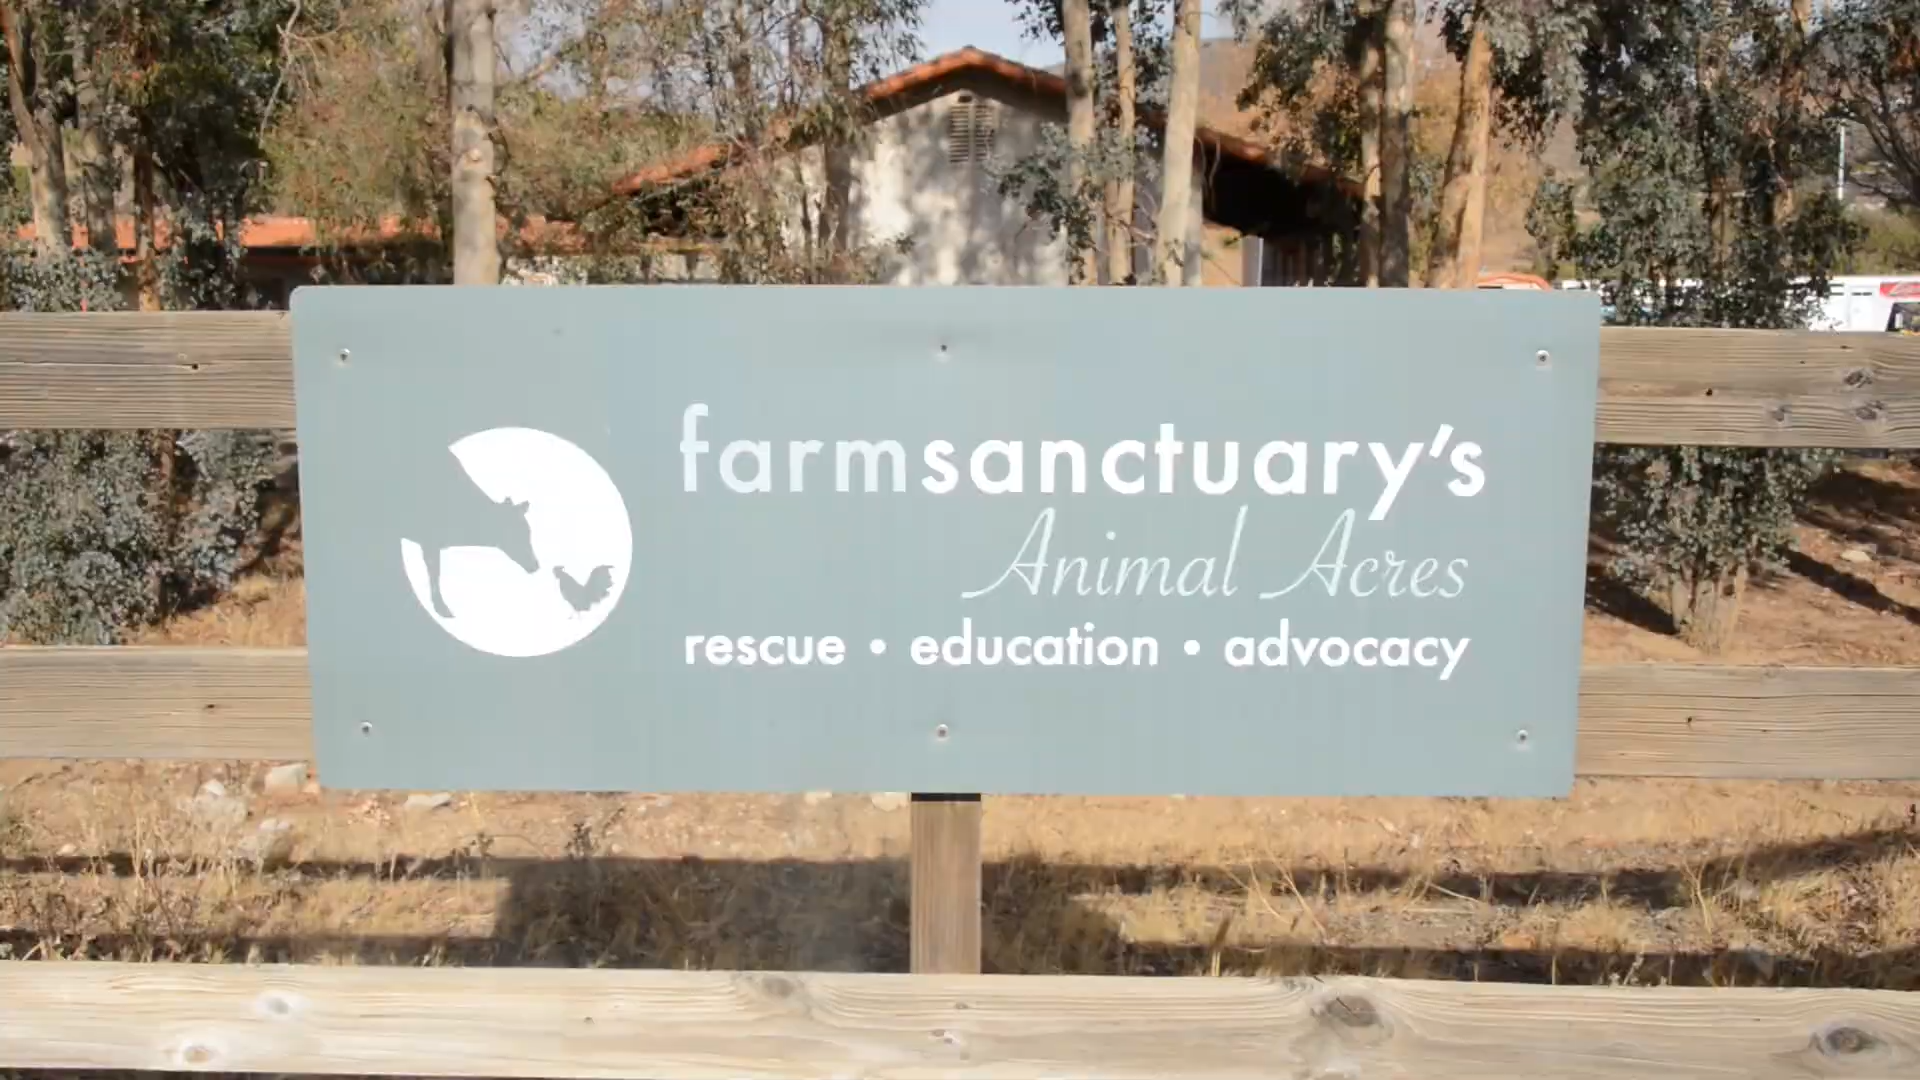 farmsanctuary's
Animal Acres
rescue • education • advocacy